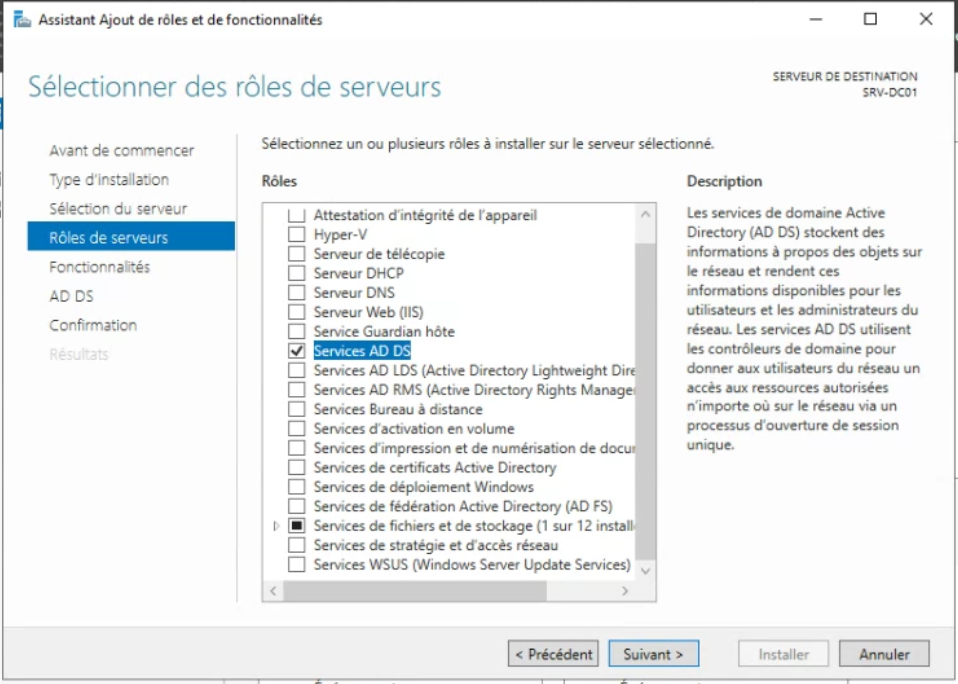 Assistant Ajout de rôles et de fonctionnalités
Sélectionner des rôles de serveurs
SERVEUR DE DESTINATION
SRV-DC01
Avant de commencer
Type d'installation
Sélection du serveur
Rôles de serveurs
Fonctionnalités
AD DS
Confirmation
Résultats
Sélectionnez un ou plusieurs rôles à installer sur le serveur sélectionné.
Rôles
Attestation d'intégrité de l'appareil
Hyper-V
Serveur de télécopie
Serveur DHCP
Serveur DNS
Serveur Web (IIS)
Service Guardian hôte
Services AD DS
Services AD LDS (Active Directory Lightweight Dire
Services AD RMS (Active Directory Rights Manage
Services Bureau à distance
Services d'activation en volume
Services d'impression et de numérisation de docu
Services de certificats Active Directory
Services de déploiement Windows
Services de fédération Active Directory (AD FS)
Services de fichiers et de stockage (1 sur 12 install
Services de stratégie et d'accès réseau
Services WSUS (Windows Server Update Services)
Description
Les services de domaine Active
Directory (AD DS) stockent des
informations à propos des objets sur
le réseau et rendent ces
informations disponibles pour les
utilisateurs et les administrateurs du
réseau. Les services AD DS utilisent
les contrôleurs de domaine pour
donner aux utilisateurs du réseau un
accès aux ressources autorisées
n'importe où sur le réseau via un
processus d'ouverture de session
unique.
< Précédent
Suivant >
Installer
Annuler